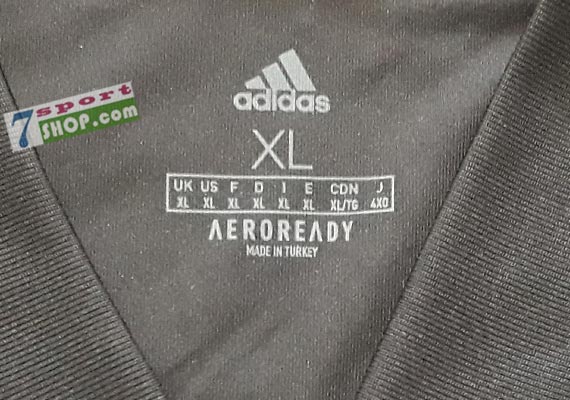 7sport
SHOP.com
adidas
XL
UK US F D I E CDN J
XL XL XL XL XL XL XL/TG 4XO
AEROREADY
MADE IN TURKEY